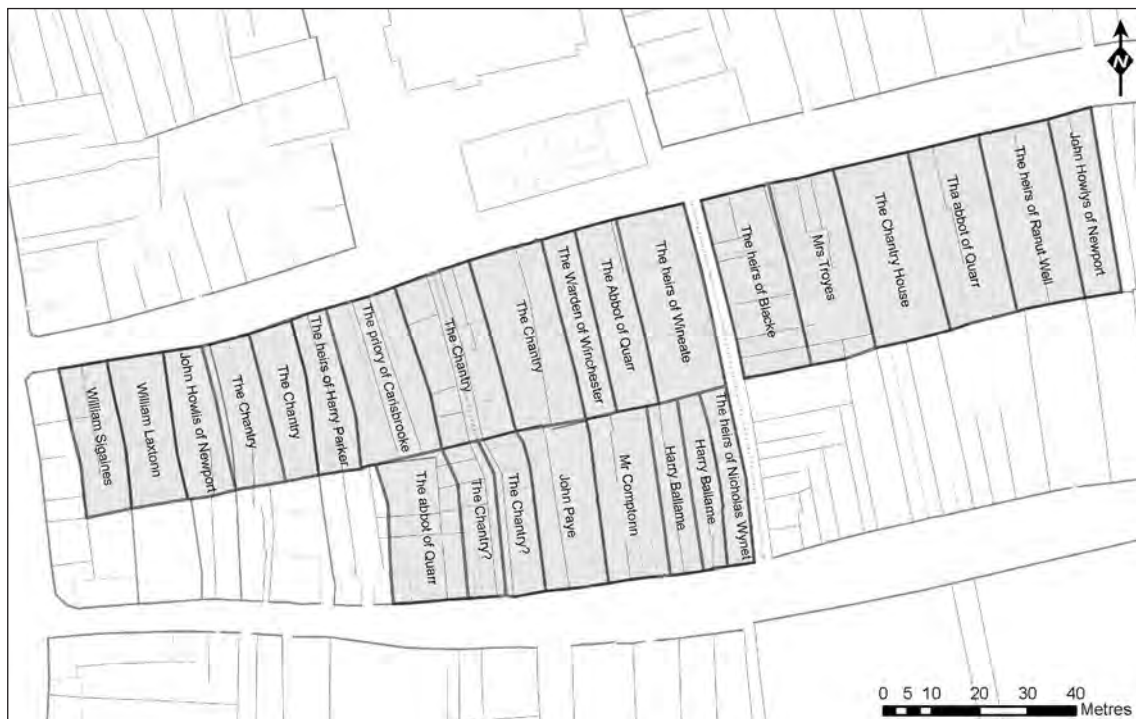 N
William Sigaines
William Laxtonn
John Howlis of Newport
The Chantry
The Chantry
The heirs of Harry Parker
The priory of Carisbrooke
The Chantry
The Chantry
The Warden of Winchester
The Abbot of Quarr
The heirs of Wineate
The heirs of Blacke
Mrs Troyes
The Chantry House
Tha abbot of Quarr
The heirs of Ranut Well
John Howlys of Newport
The abbot of Quarr
The Chantry?
The Chantry?
John Paye
Mr Comptonn
Harry Ballame
Harry Ballame
The heirs of Nicholas Wynet
0 5 10 20 30 40
Metres